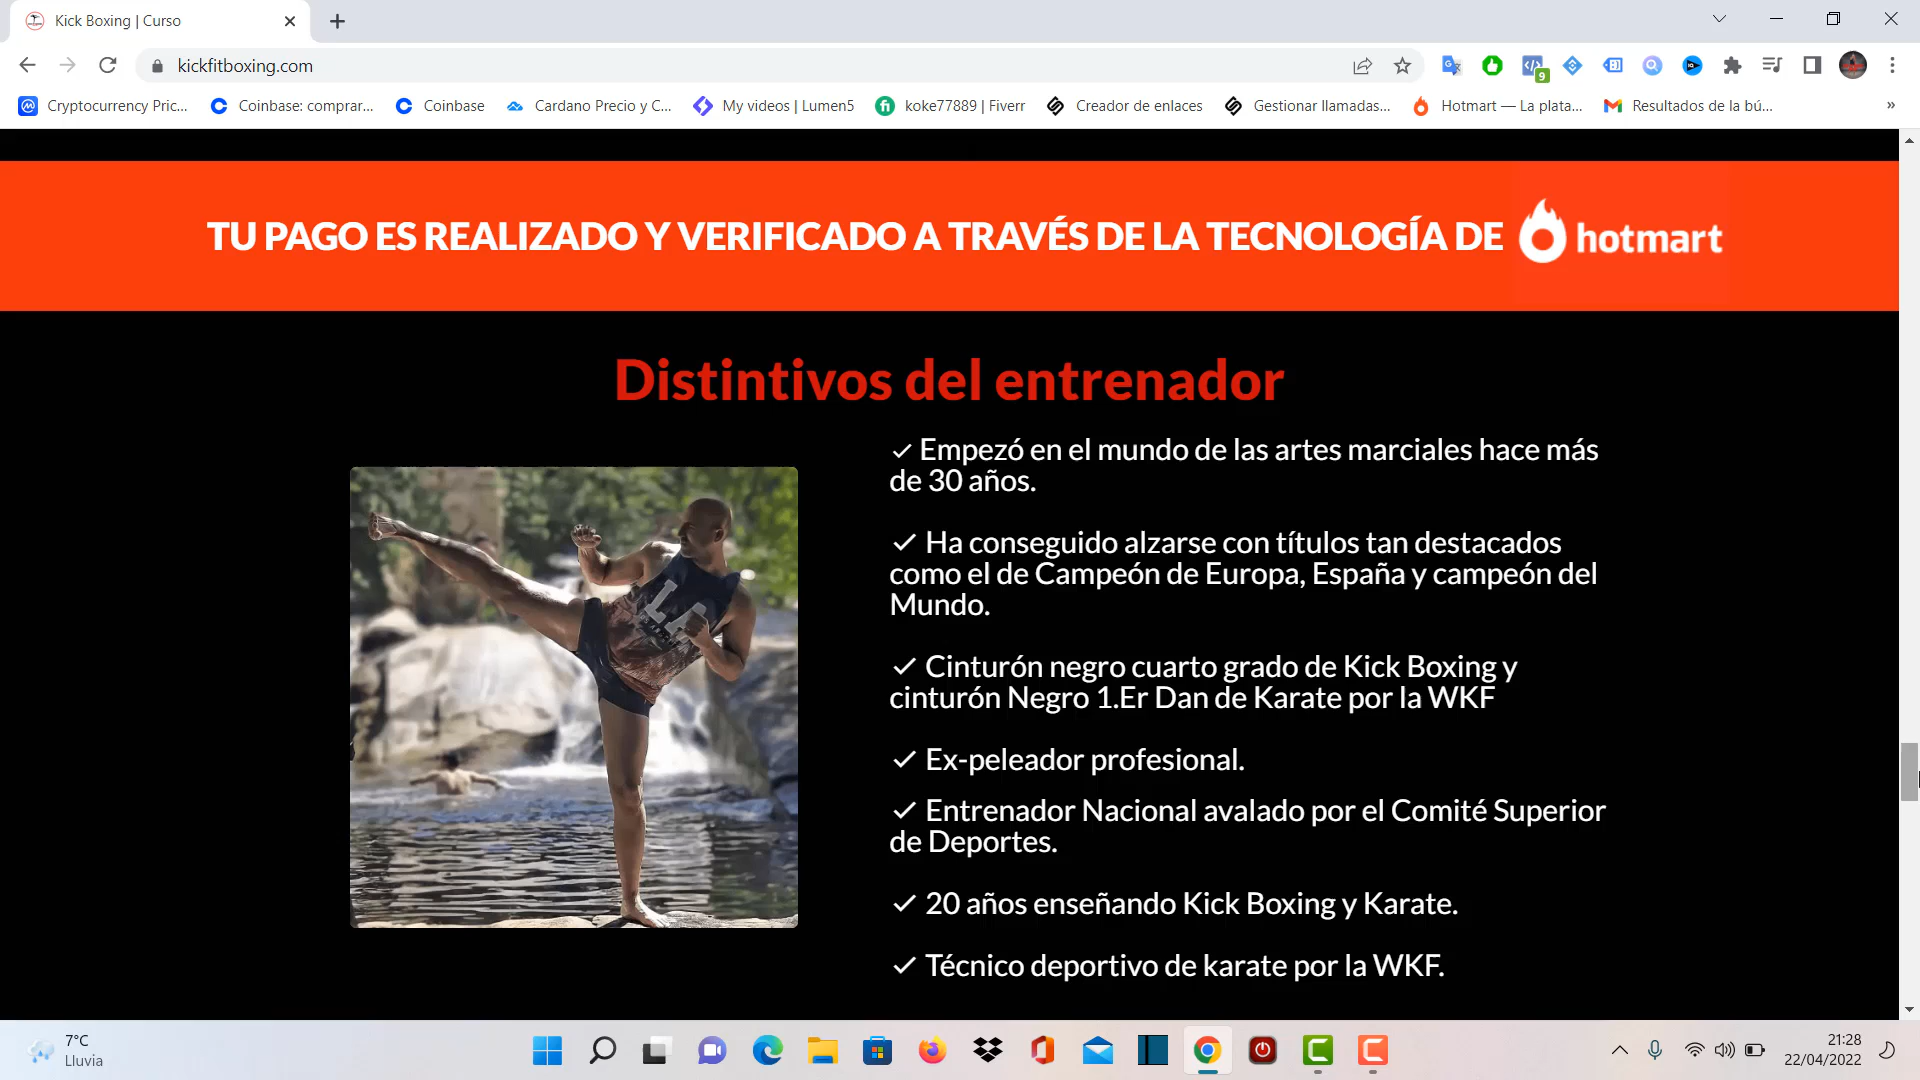 Kick Boxing | Curso
kickfitboxing.com
9
Cryptocurrency Pric...
Coinbase: comprar...
Coinbase
Cardano Precio y C...
My videos | Lumen5
koke77889 | Fiverr
Creador de enlaces
Gestionar llamadas...
Hotmart — La plata...
Resultados de la bú...
»
TU PAGO ES REALIZADO Y VERIFICADO A TRAVÉS DE LA TECNOLOGÍA DE hotmart
Distintivos del entrenador
✓ Empezó en el mundo de las artes marciales hace más
de 30 años.
✓ Ha conseguido alzarse con títulos tan destacados
como el de Campeón de Europa, España y campeón del
Mundo.
✓ Cinturón negro cuarto grado de Kick Boxing y
cinturón Negro 1.Er Dan de Karate por la WKF
✓ Ex-peleador profesional.
✓ Entrenador Nacional avalado por el Comité Superior
de Deportes.
✓ 20 años enseñando Kick Boxing y Karate.
✓ Técnico deportivo de karate por la WKF.
LA
7°C
Lluvia
21:28
22/04/2022